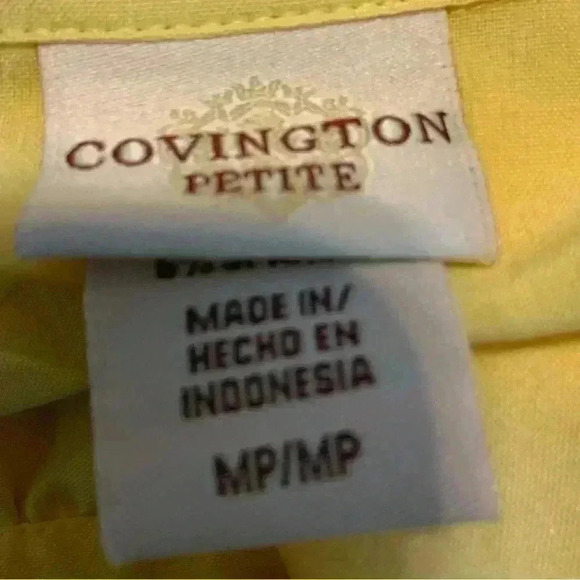 COVINGTON
PETITE
MADE IN/
HECHO EN
INDONESIA
MP/MP